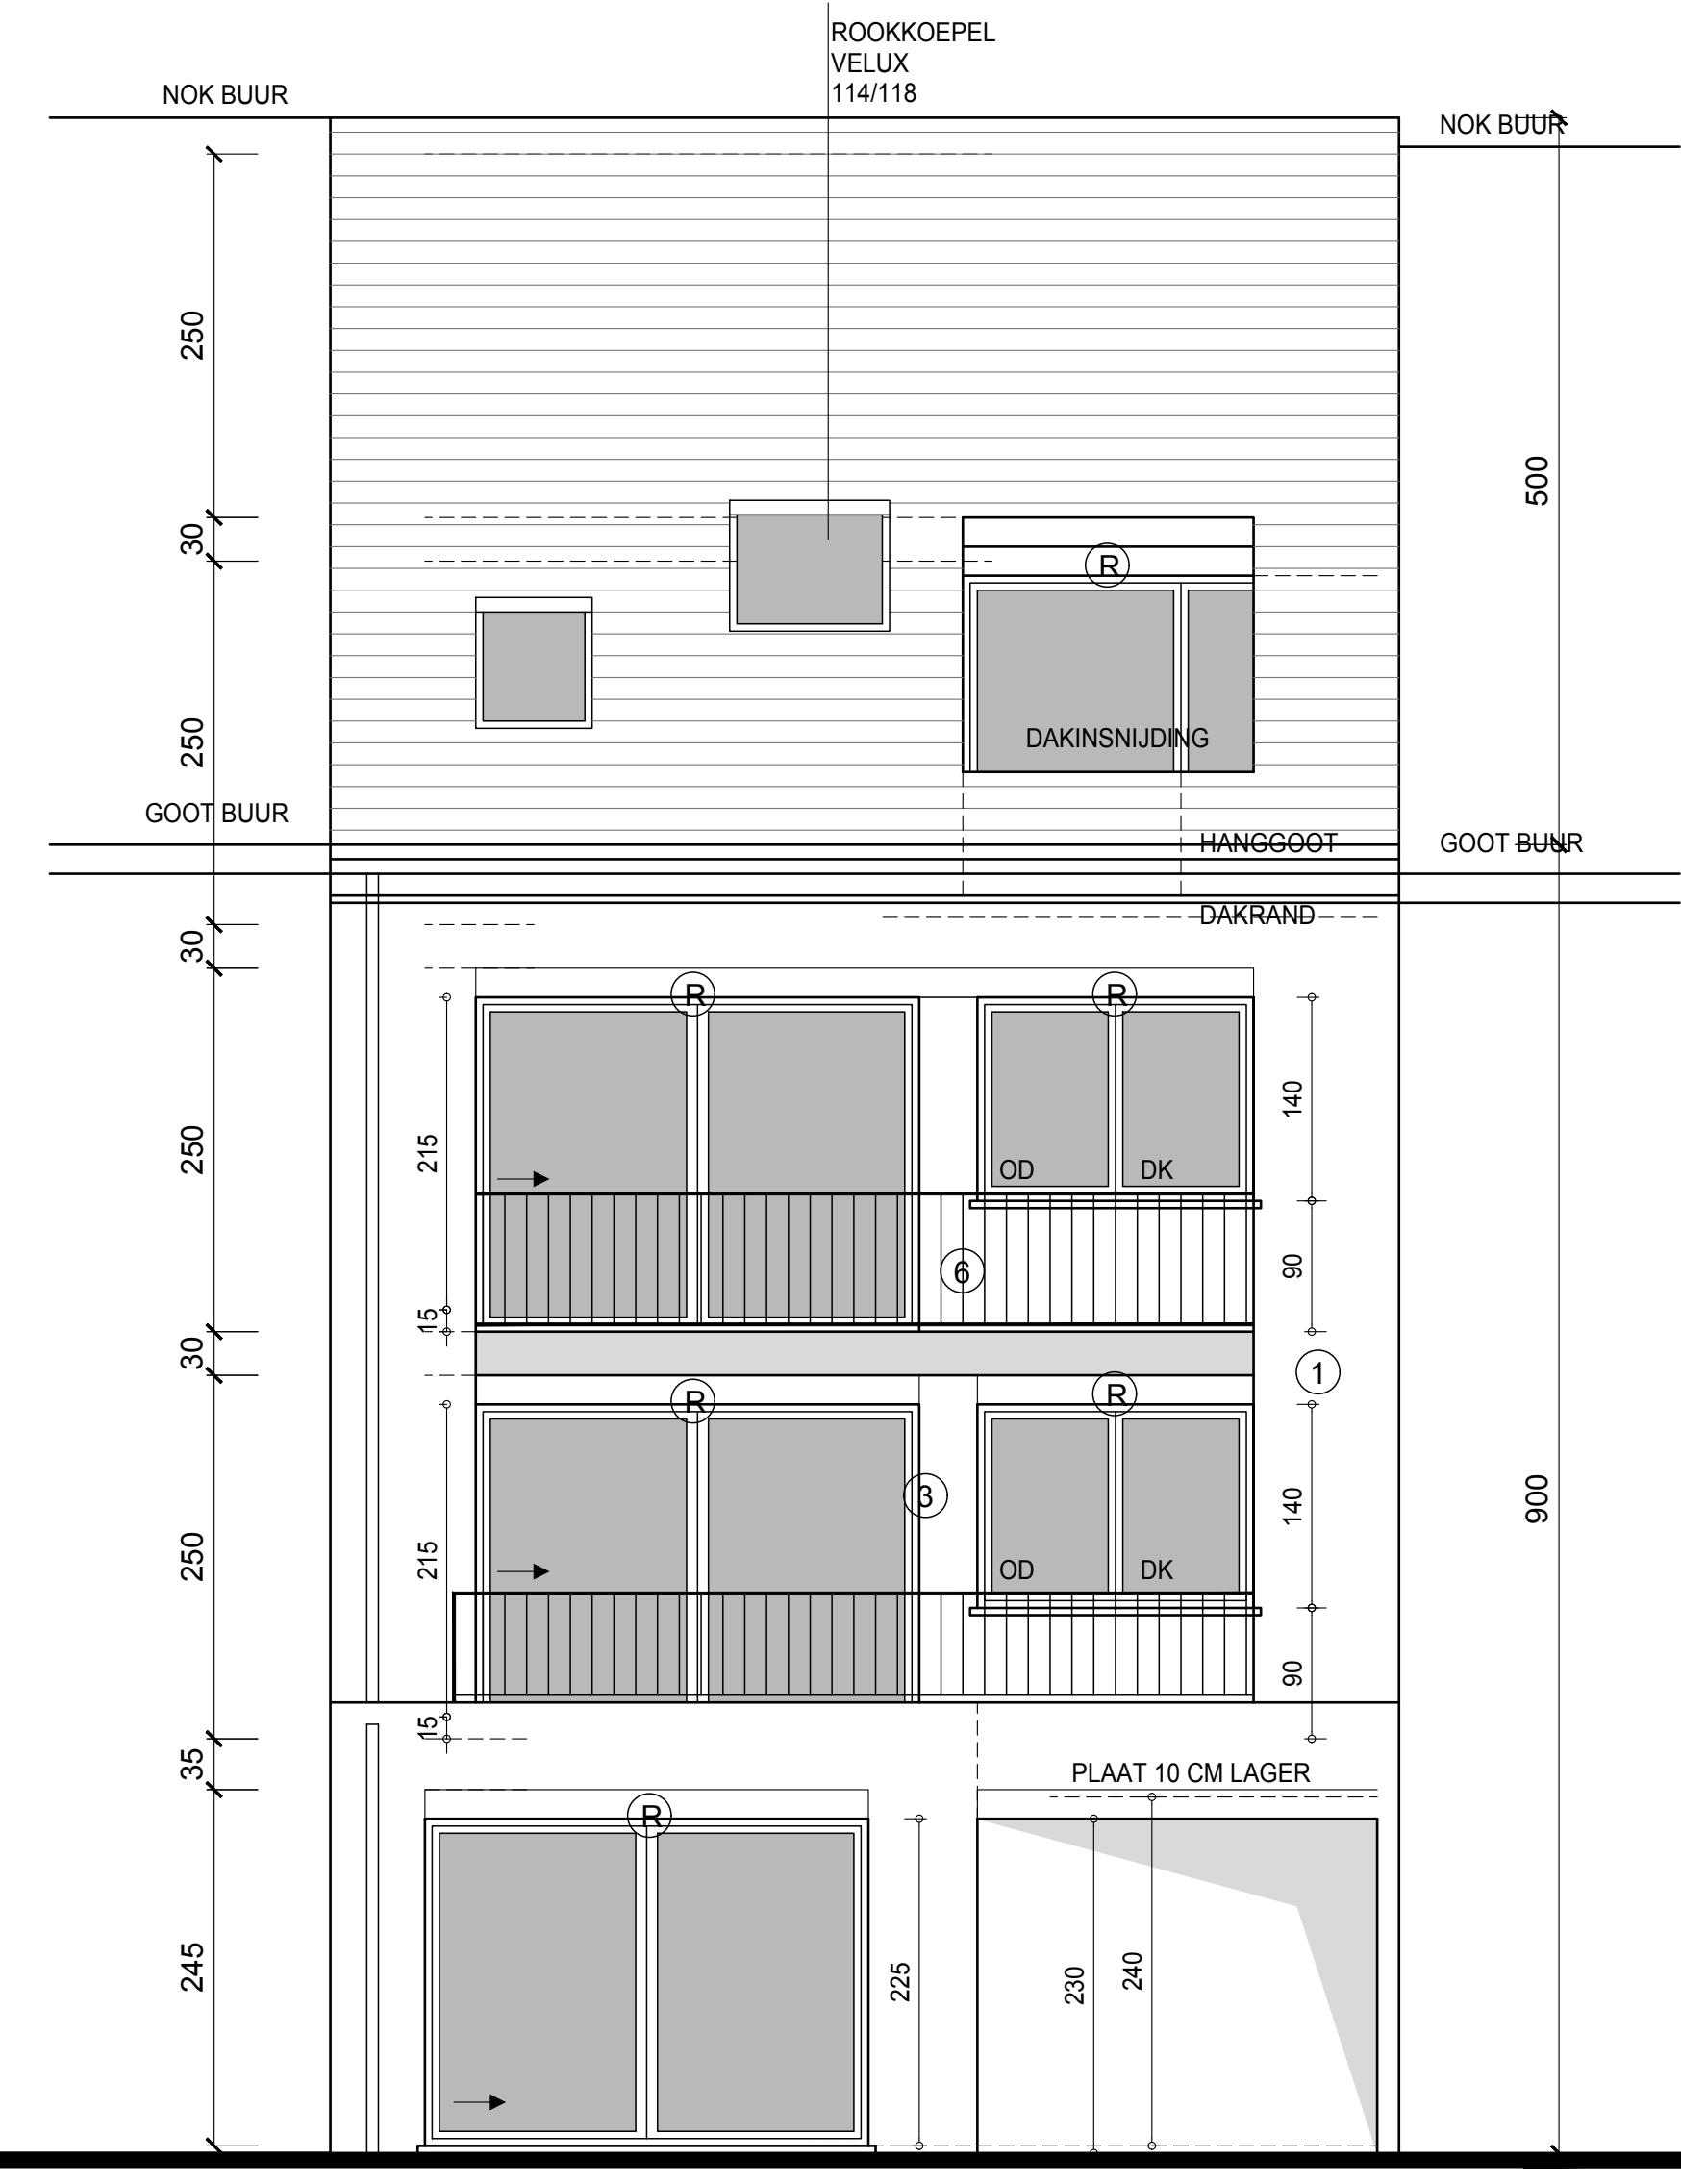 ROOKKOEPEL
VELUX
114/118
NOK BUUR
NOK BUUR
250
500
30
R
DAKINSNIJDING
250
GOOT BUUR
HANGGOOT
GOOT BUUR
DAKRAND
30
R
R
140
250
215
OD
DK
90
6
15
30
1
R
R
3
140
900
250
215
OD
DK
90
15
35
PLAAT 10 CM LAGER
R
245
225
230
240